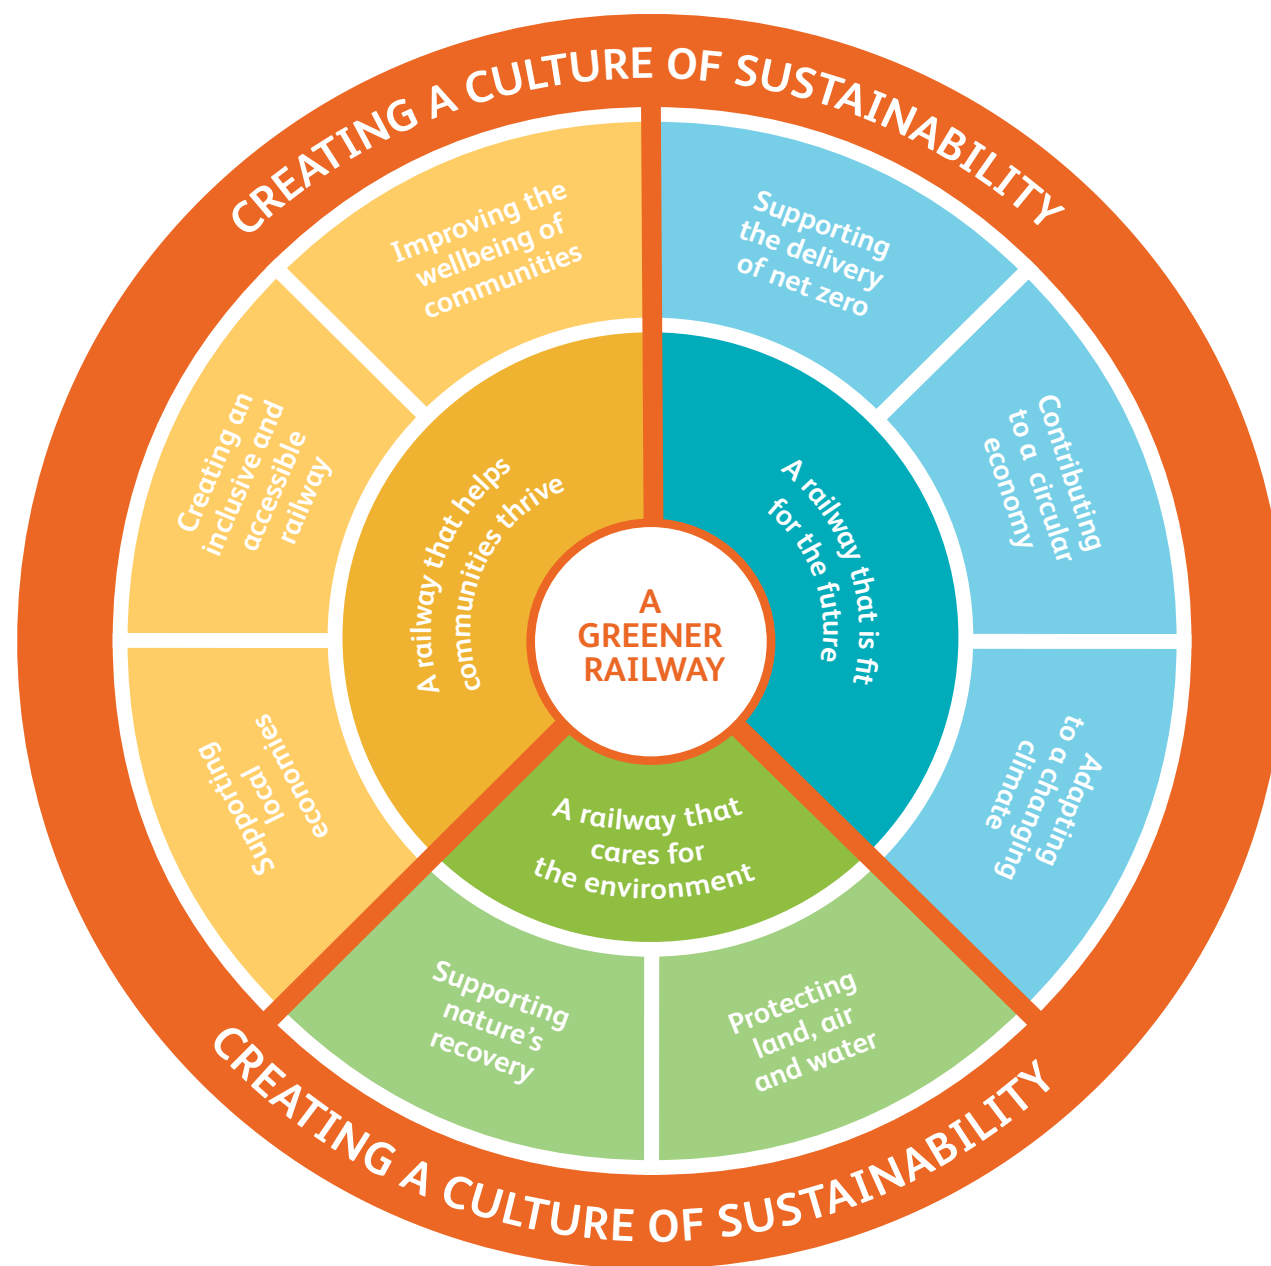 CREATING A CULTURE OF SUSTAINABILITY
Improving the
wellbeing of
communities
Supporting
the delivery
of net zero
Creating an
inclusive and
accessible
railway
Contributing
to a circular
economy
A railway that helps
communities thrive
A railway that is fit
for the future
A
GREENER
RAILWAY
Supporting
local
economies
Adapting
to a changing
climate
A railway that
cares for
the environment
Supporting
nature’s
recovery
Protecting
land, air
and water
CREATING A CULTURE OF SUSTAINABILITY